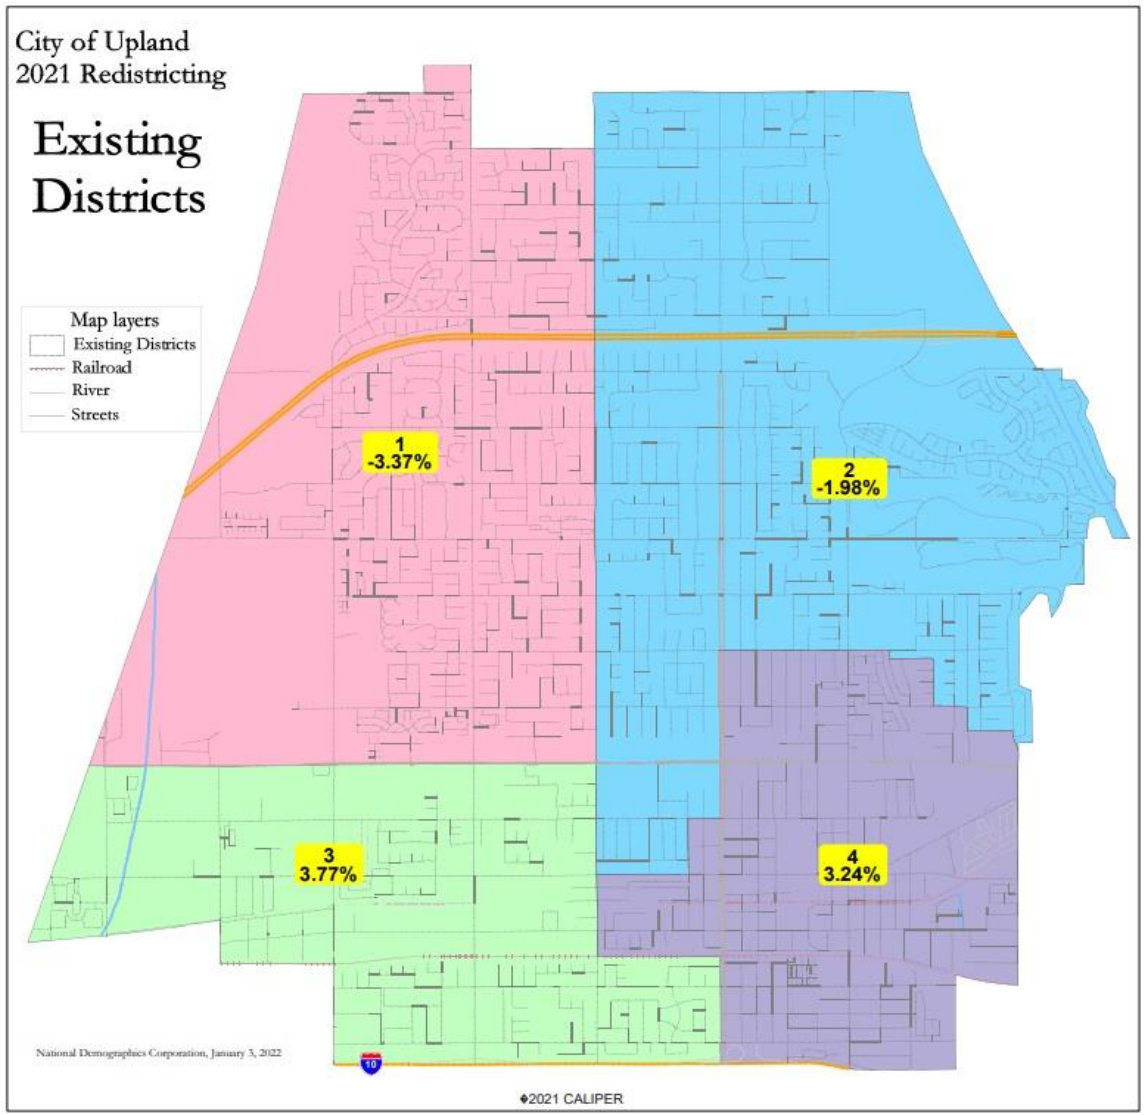 City of Upland
2021 Redistricting
Existing
Districts
Map layers
Existing Districts
Railroad
River
Streets
1
-3.37%
2
-1.98%
3
3.77%
4
3.24%
National Demographics Corporation, January 3, 2022
10
�2021 CALIPER